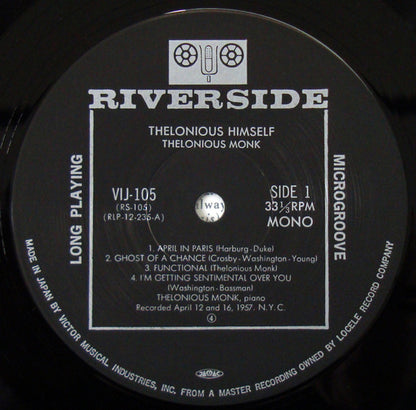 RIVERSIDE
THELONIOUS HIMSELF
THELONIOUS MONK
LONG PLAYING
MICROGROOVE
VIJ-105
(RS-105)
(RLP-12-235-A)
SIDE 1
33⅓RPM
MONO
1. APRIL IN PARIS (Harburg-Duke)
2. GHOST OF A CHANCE (Crosby-Washington-Young)
3. FUNCTIONAL (Thelonious Monk)
4. I'M GETTING SENTIMENTAL OVER YOU
(Washington-Bassman)
THELONIOUS MONK, piano
Recorded April 12 and 16, 1957. N.Y.C.
④
MADE IN JAPAN BY VICTOR MUSICAL INDUSTRIES, INC. FROM A MASTER RECORDING OWNED BY LOCELE RECORD COMPANY